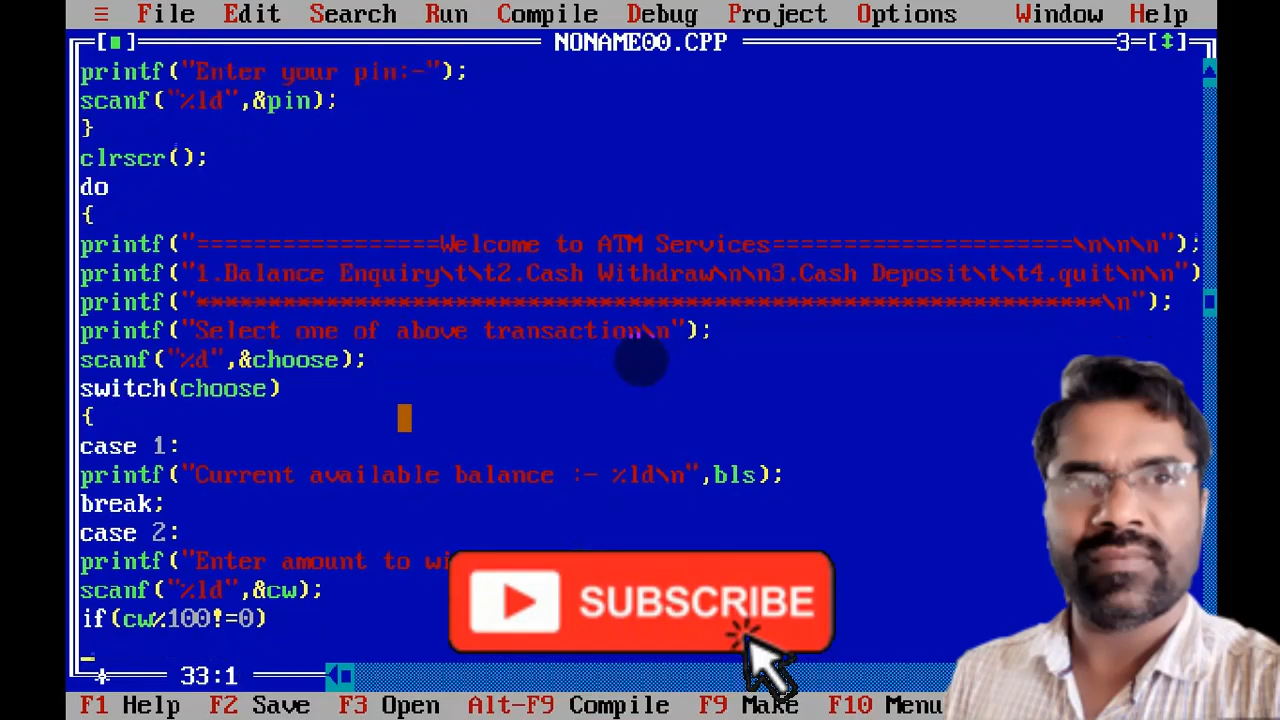 ≡ File Edit Search Run Compile Debug Project Options Window Help
[■] NONAME00.CPP 3=[↕]
printf("Enter your pin:-");
scanf("%ld",&pin);
}
clrscr();
do
{
printf("=================Welcome to ATM Services=====================\n\n\n");
printf("1.Balance Enquiry\t\t2.Cash Withdraw\n\n3.Cash Deposit\t\t4.quit\n\n")
printf("***************************************************************\n");
printf("Select one of above transaction\n");
scanf("%d",&choose);
switch(choose)
{
case 1:
printf("Current available balance :- %ld\n",bls);
break;
case 2:
printf("Enter amount to
scanf("%ld",&cw);
if(cw%100!=0)
SUBSCRIBE
33:1
F1 Help F2 Save F3 Open Alt-F9 Compile F9 Make F10 Menu